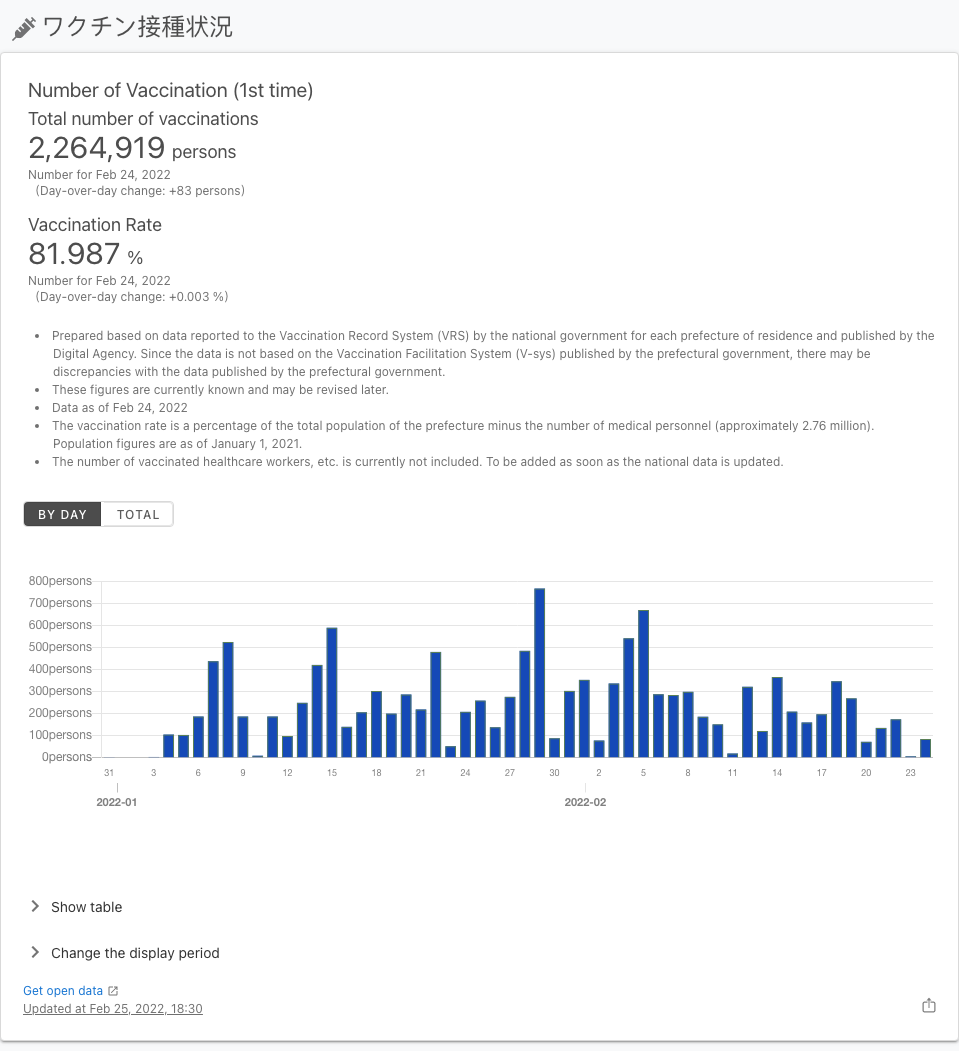 ワクチン接種状況
Number of Vaccination (1st time)
Total number of vaccinations
2,264,919 persons
Number for Feb 24, 2022
(Day-over-day change: +83 persons)
Vaccination Rate
81.987 %
Number for Feb 24, 2022
(Day-over-day change: +0.003 %)
• Prepared based on data reported to the Vaccination Record System (VRS) by the national government for each prefecture of residence and published by the
Digital Agency. Since the data is not based on the Vaccination Facilitation System (V-sys) published by the prefectural government, there may be
discrepancies with the data published by the prefectural government.
• These figures are currently known and may be revised later.
• Data as of Feb 24, 2022
• The vaccination rate is a percentage of the total population of the prefecture minus the number of medical personnel (approximately 2.76 million).
Population figures are as of January 1, 2021.
• The number of vaccinated healthcare workers, etc. is currently not included. To be added as soon as the national data is updated.
BY DAY TOTAL
800persons
700persons
600persons
500persons
400persons
300persons
200persons
100persons
0persons
31 3 6 9 12 15 18 21 24 27 30 2 5 8 11 14 17 20 23
2022-01 2022-02
Show table
Change the display period
Get open data
Updated at Feb 25, 2022, 18:30